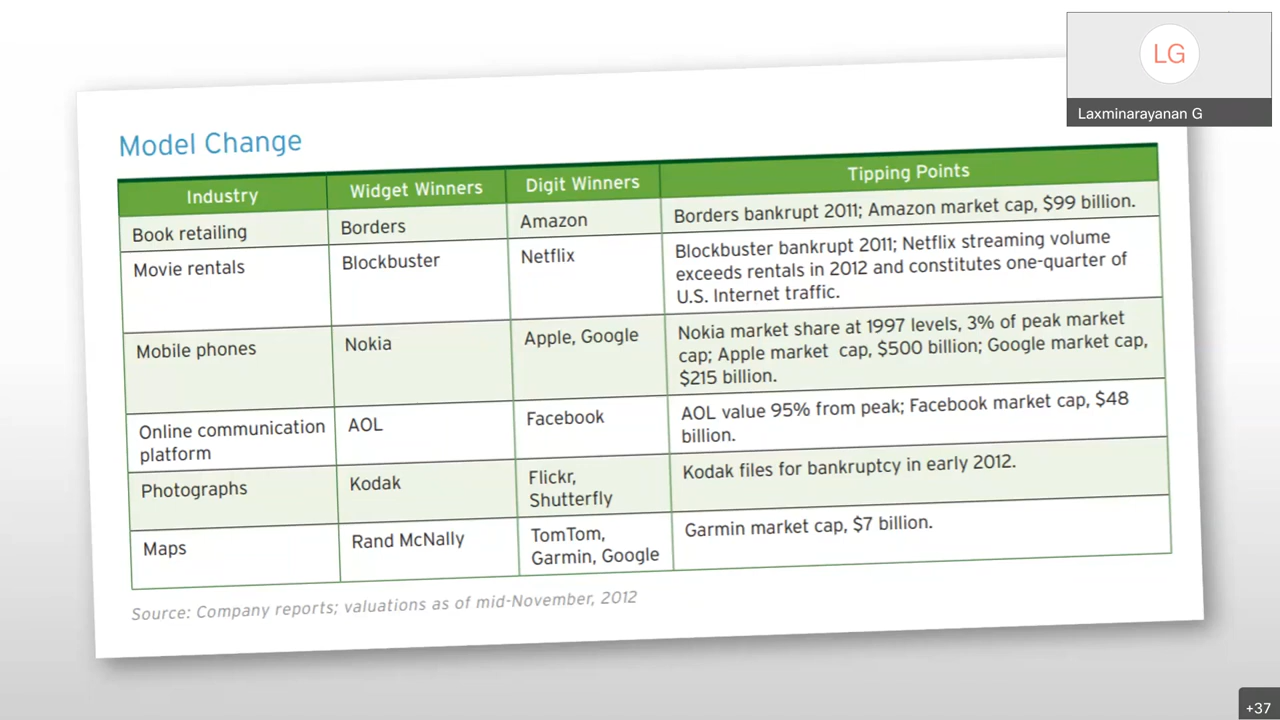 LG
Laxminarayanan G
Model Change
Industry Widget Winners Digit Winners Tipping Points
Book retailing Borders Amazon Borders bankrupt 2011; Amazon market cap, $99 billion.
Movie rentals Blockbuster Netflix Blockbuster bankrupt 2011; Netflix streaming volume
exceeds rentals in 2012 and constitutes one-quarter of
U.S. Internet traffic.
Mobile phones Nokia Apple, Google Nokia market share at 1997 levels, 3% of peak market
cap; Apple market cap, $500 billion; Google market cap,
$215 billion.
Online communication AOL Facebook AOL value 95% from peak; Facebook market cap, $48
platform billion.
Photographs Kodak Flickr, Kodak files for bankruptcy in early 2012.
Shutterfly
Maps Rand McNally TomTom, Garmin market cap, $7 billion.
Garmin, Google
Source: Company reports; valuations as of mid-November, 2012
+37